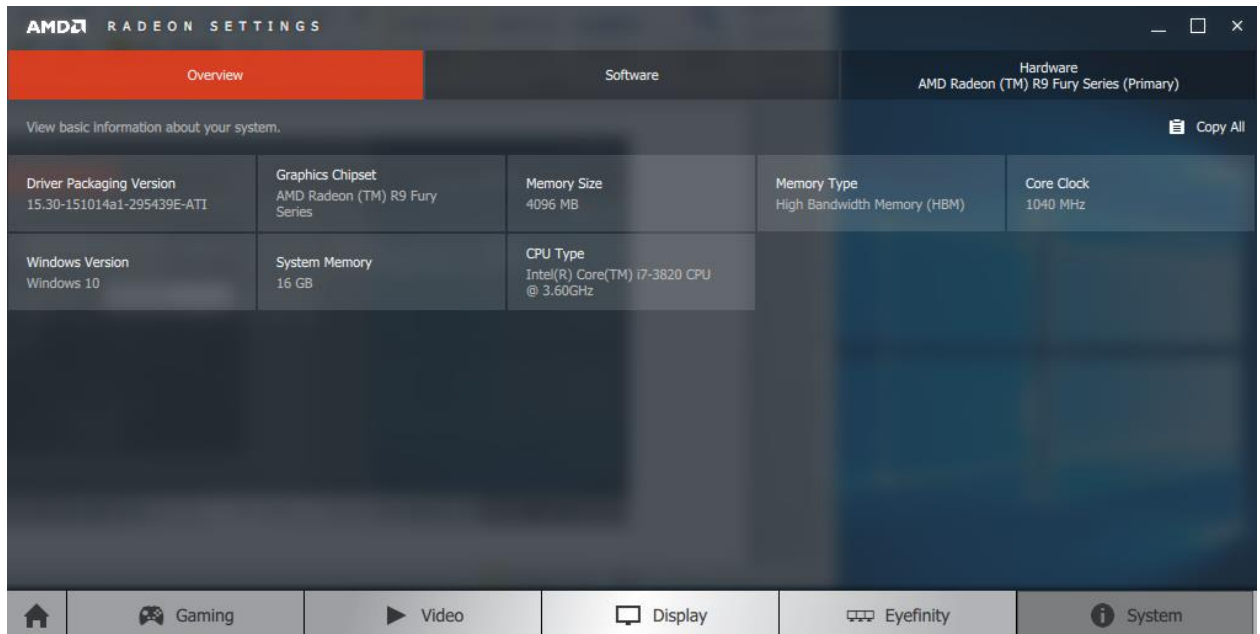 AMD RADEON SETTINGS
Overview
Software
Hardware
AMD Radeon (TM) R9 Fury Series (Primary)
View basic information about your system.
Copy All
Driver Packaging Version
15.30-151014a1-295439E-ATI
Graphics Chipset
AMD Radeon (TM) R9 Fury
Series
Memory Size
4096 MB
Memory Type
High Bandwidth Memory (HBM)
Core Clock
1040 MHz
Windows Version
Windows 10
System Memory
16 GB
CPU Type
Intel(R) Core(TM) i7-3820 CPU
@ 3.60GHz
Gaming
Video
Display
Eyefinity
System